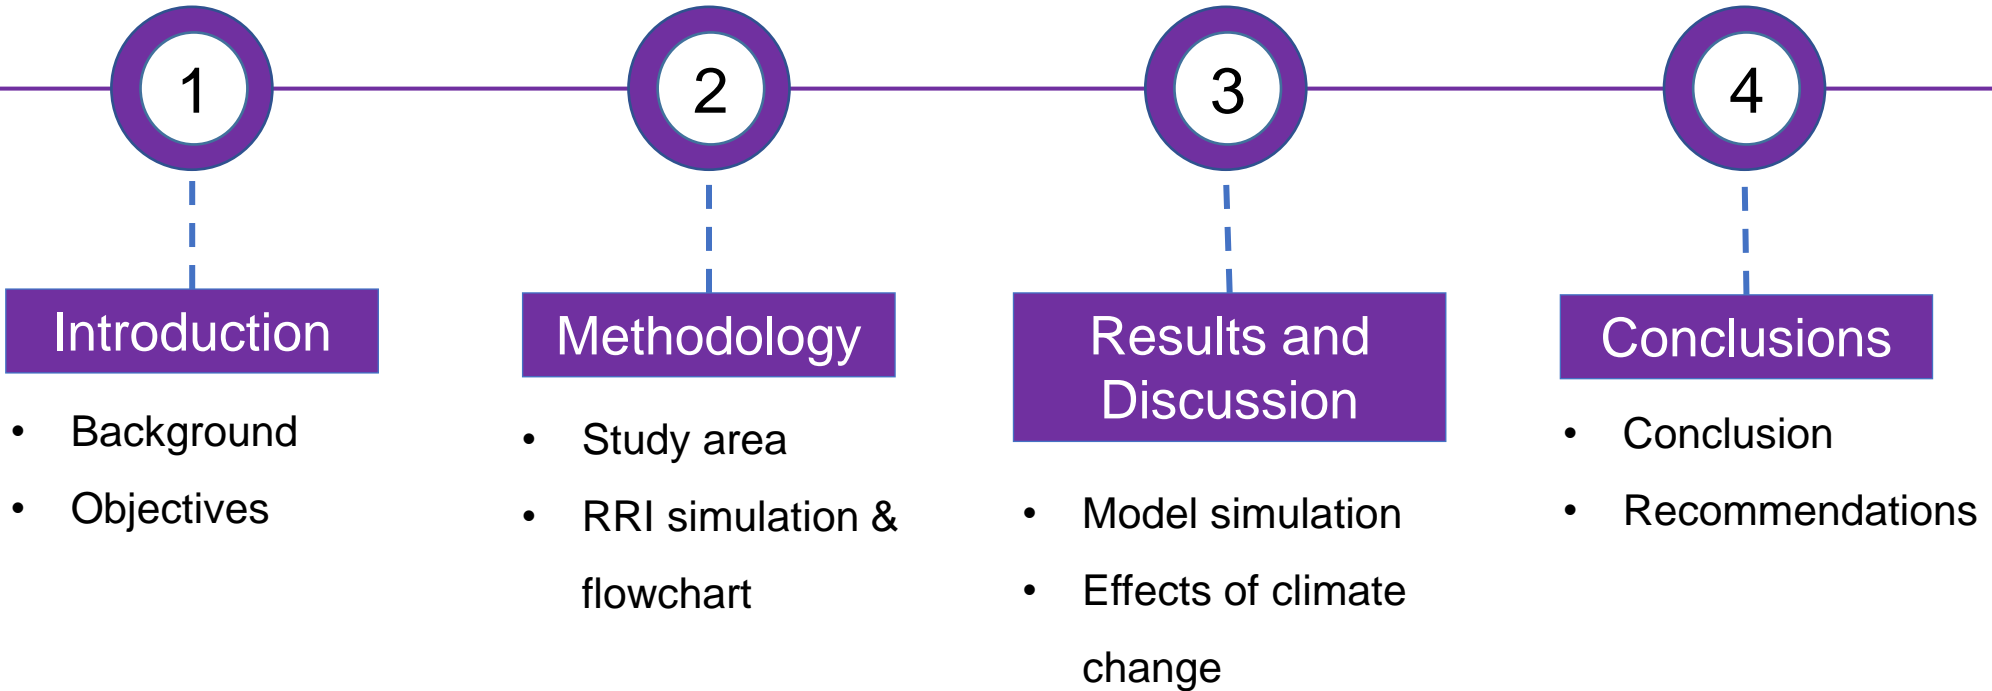 1
Introduction
• Background
• Objectives
2
Methodology
• Study area
• RRI simulation &
flowchart
3
Results and
Discussion
• Model simulation
• Effects of climate
change
4
Conclusions
• Conclusion
• Recommendations